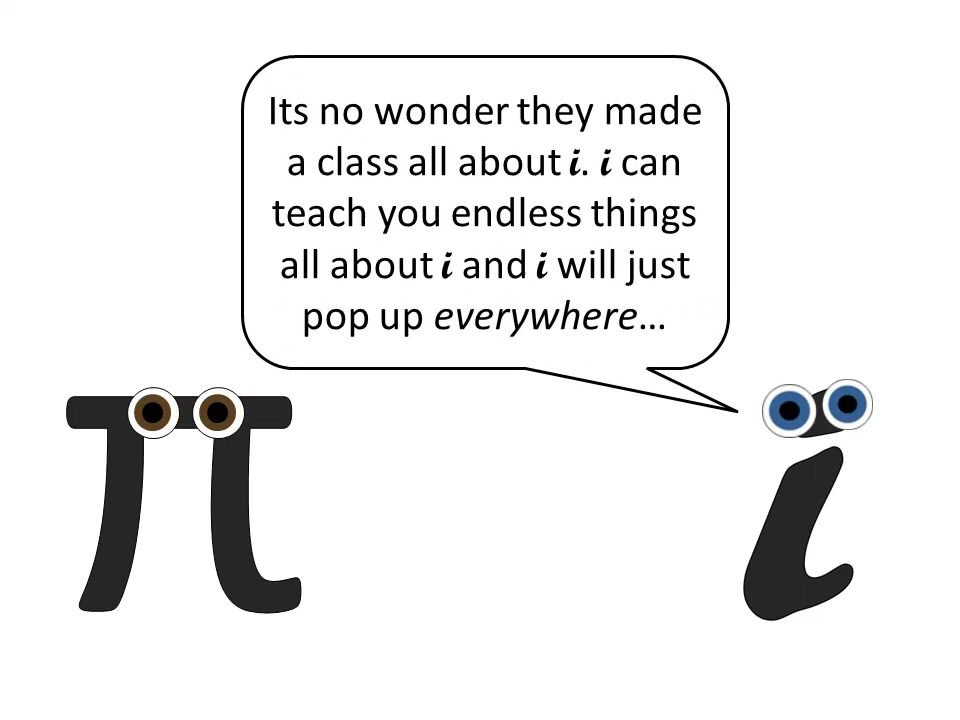 Its no wonder they made
a class all about i. i can
teach you endless things
all about i and i will just
pop up everywhere…
π i